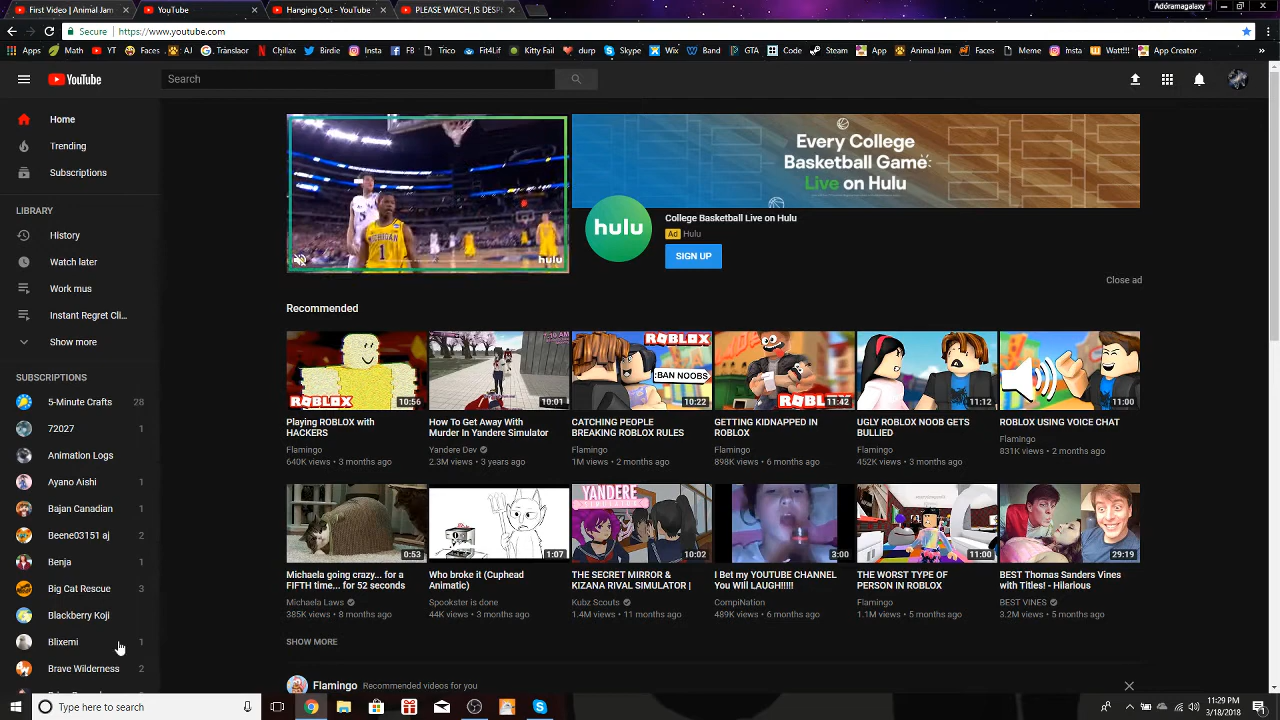 First Video | Animal Jam
YouTube
Hanging Out - YouTube
PLEASE WATCH, IS DESP
Adóramagalaxy
Secure
https://www.youtube.com
Apps
Math
YT
Faces
AJ
G Translaor
Chillax
Birdie
Insta
FB
Trico
Fit4Lif
Kitty Fail
durp
Skype
Wix
Band
GTA
Code
Steam
App
Animal Jam
Faces
Meme
insta
Watt!!!
App Creator
YouTube
Search
Home
Trending
Subscriptions
LIBRARY
History
Watch later
Work mus
Instant Regret Cli...
Show more
SUBSCRIPTIONS
5-Minute Crafts 28
72027 1
Animation Logs
Ayano Aishi 1
Bajan Canadian 1
Beene03151 aj 2
Benja 1
Big Cat Rescue 3
Blackberry Koji
Blixemi 1
Brave Wilderness 2
MICHIGAN
1
5
hulu
Every College
Basketball Game
Live on Hulu
hulu
College Basketball Live on Hulu
Ad Hulu
SIGN UP
Close ad
Recommended
ROBLOX
10:56
7:10 AM
10:01
ROBLOX
:BAN NOOBS
10:22
11:42
11:12
11:00
Playing ROBLOX with
HACKERS
Flamingo
640K views • 3 months ago
How To Get Away With
Murder In Yandere Simulator
Yandere Dev
2.3M views • 3 years ago
CATCHING PEOPLE
BREAKING ROBLOX RULES
Flamingo
1M views • 2 months ago
GETTING KIDNAPPED IN
ROBLOX
Flamingo
898K views • 6 months ago
UGLY ROBLOX NOOB GETS
BULLIED
Flamingo
452K views • 3 months ago
ROBLOX USING VOICE CHAT
Flamingo
831K views • 2 months ago
0:53
1:07
YANDERE
SIMULATOR
10:02
3:00
11:00
29:19
Michaela going crazy... for a
FIFTH time... for 52 seconds
Michaela Laws
385K views • 8 months ago
Who broke it (Cuphead
Animatic)
Spookster is done
44K views • 3 months ago
THE SECRET MIRROR &
KIZANA RIVAL SIMULATOR |
Kubz Scouts
1.4M views • 11 months ago
I Bet my YOUTUBE CHANNEL
You Will LAUGH!!!!!
CompiNation
489K views • 6 months ago
THE WORST TYPE OF
PERSON IN ROBLOX
Flamingo
1.1M views • 5 months ago
BEST Thomas Sanders Vines
with Titles! - Hilarious
BEST VINES
3.2M views • 5 months ago
SHOW MORE
Flamingo Recommended videos for you
Type here to search
11:29 PM
3/18/2018